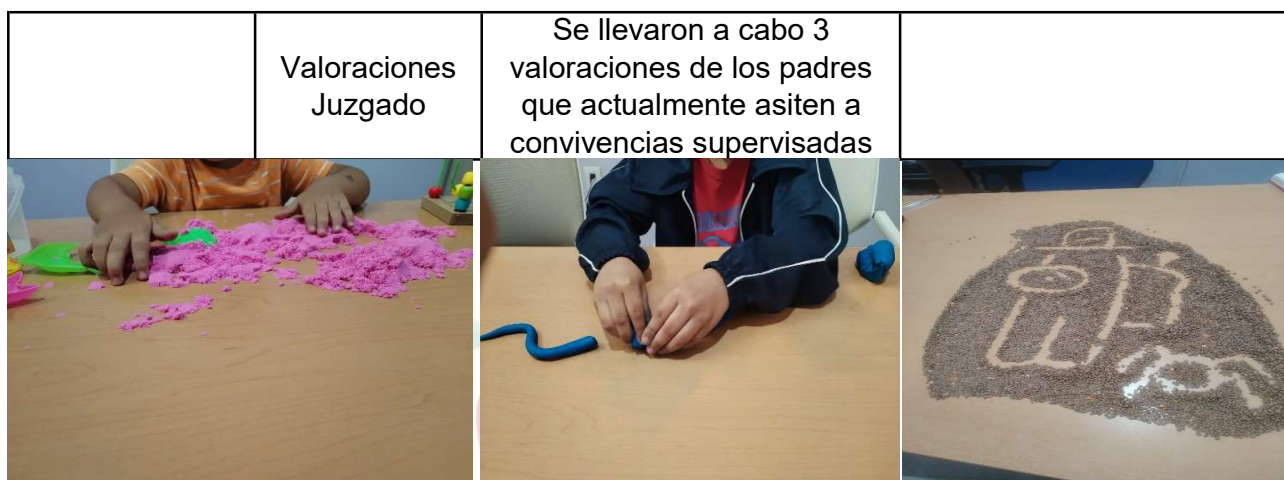 Valoraciones
Juzgado
Se llevaron a cabo 3
valoraciones de los padres
que actualmente asiten a
convivencias supervisadas